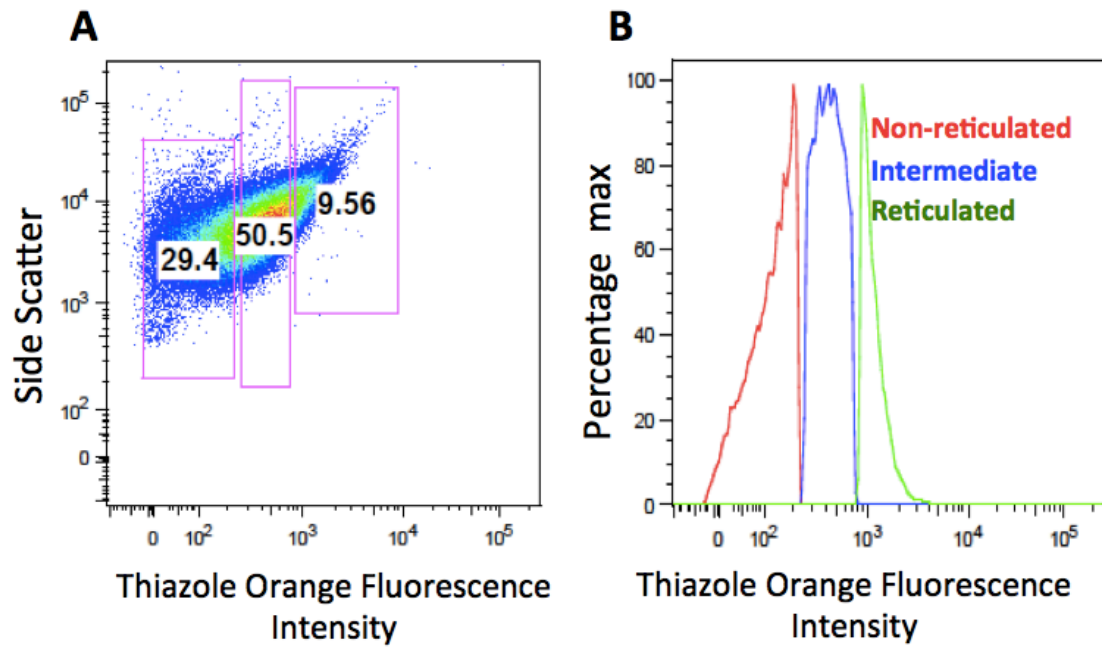 A
Side Scatter
10^5
10^4
10^3
10^2
0
29.4
50.5
9.56
0 10^2 10^3 10^4 10^5
Thiazole Orange Fluorescence
Intensity
B
Percentage max
100
80
60
40
20
0
Non-reticulated
Intermediate
Reticulated
0 10^2 10^3 10^4 10^5
Thiazole Orange Fluorescence
Intensity